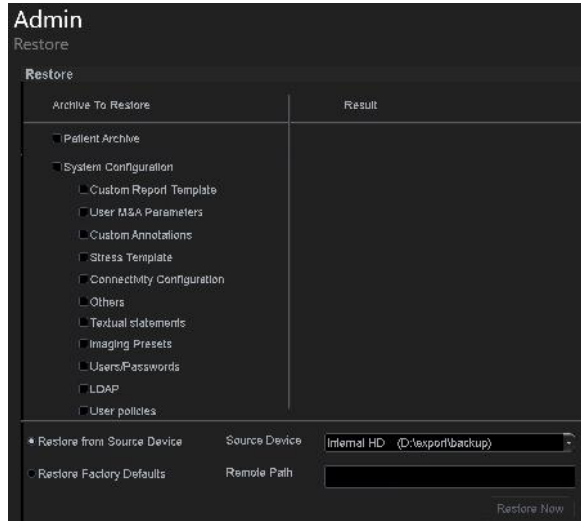 Admin
Restore
Restore
Archive To Restore Result
Patient Archive
System Configuration
Custom Report Template
User M&A Parameters
Custom Annotations
Stress Template
Connectivity Configuration
Others
Textual statements
Imaging Presets
Users/Passwords
LDAP
User policies
Restore from Source Device Source Device Internal HD (D:\export\backup)
Restore Factory Defaults Remote Path
Restore Now